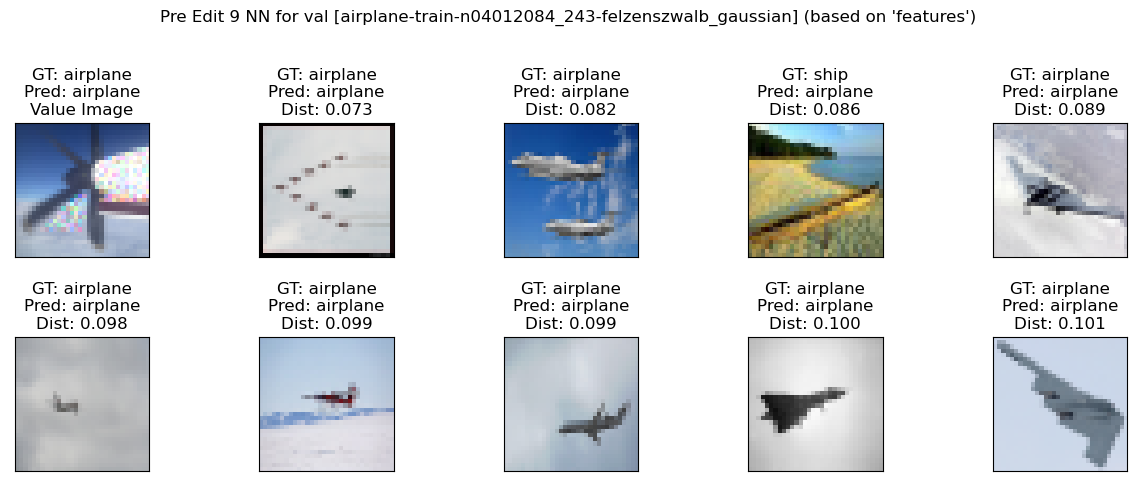 Pre Edit 9 NN for val [airplane-train-n04012084_243-felzenszwalb_gaussian] (based on 'features')
GT: airplane
Pred: airplane
Value Image
GT: airplane
Pred: airplane
Dist: 0.073
GT: airplane
Pred: airplane
Dist: 0.082
GT: ship
Pred: airplane
Dist: 0.086
GT: airplane
Pred: airplane
Dist: 0.089
GT: airplane
Pred: airplane
Dist: 0.098
GT: airplane
Pred: airplane
Dist: 0.099
GT: airplane
Pred: airplane
Dist: 0.099
GT: airplane
Pred: airplane
Dist: 0.100
GT: airplane
Pred: airplane
Dist: 0.101